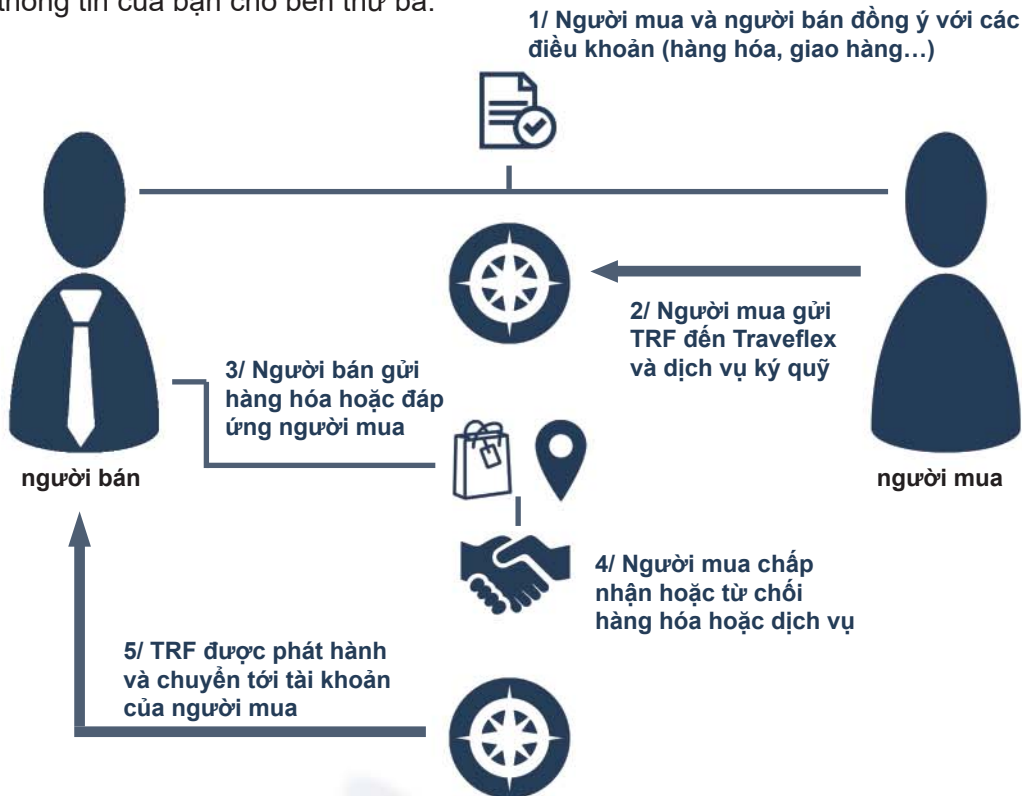 thông tin của bạn cho bên thứ ba.
1/ Người mua và người bán đồng ý với các
điều khoản (hàng hóa, giao hàng…)
2/ Người mua gửi
TRF đến Traveflex
và dịch vụ ký quỹ
3/ Người bán gửi
hàng hóa hoặc đáp
ứng người mua
người bán
người mua
4/ Người mua chấp
nhận hoặc từ chối
hàng hóa hoặc dịch vụ
5/ TRF được phát hành
và chuyển tới tài khoản
của người mua